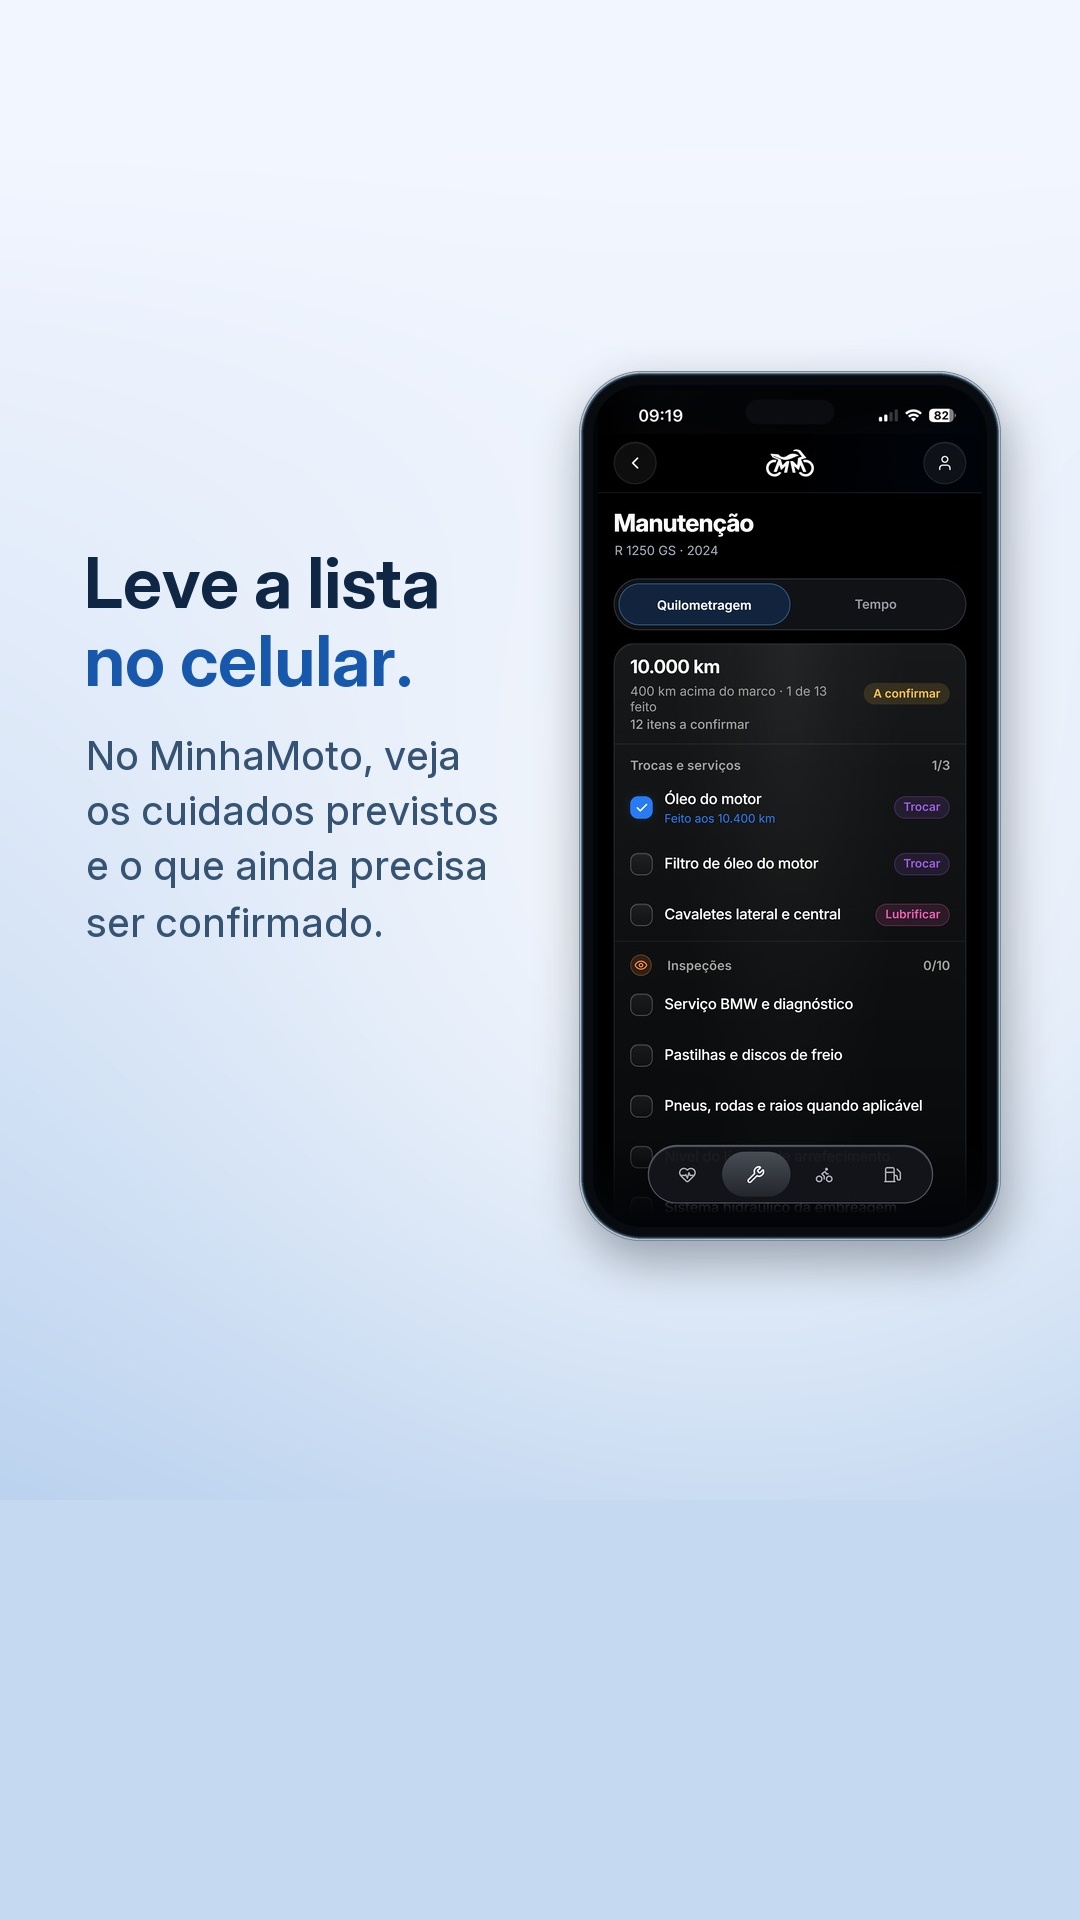 Leve a lista
no celular.
No MinhaMoto, veja
os cuidados previstos
e o que ainda precisa
ser confirmado.
09:19
82
MM
Manutenção
R 1250 GS · 2024
Quilometragem
Tempo
10.000 km
400 km acima do marco · 1 de 13
feito
12 itens a confirmar
A confirmar
Trocas e serviços
1/3
Óleo do motor
Feito aos 10.400 km
Trocar
Filtro de óleo do motor
Trocar
Cavaletes lateral e central
Lubrificar
Inspeções
0/10
Serviço BMW e diagnóstico
Pastilhas e discos de freio
Pneus, rodas e raios quando aplicável
Sistema hidráulico da embreagem